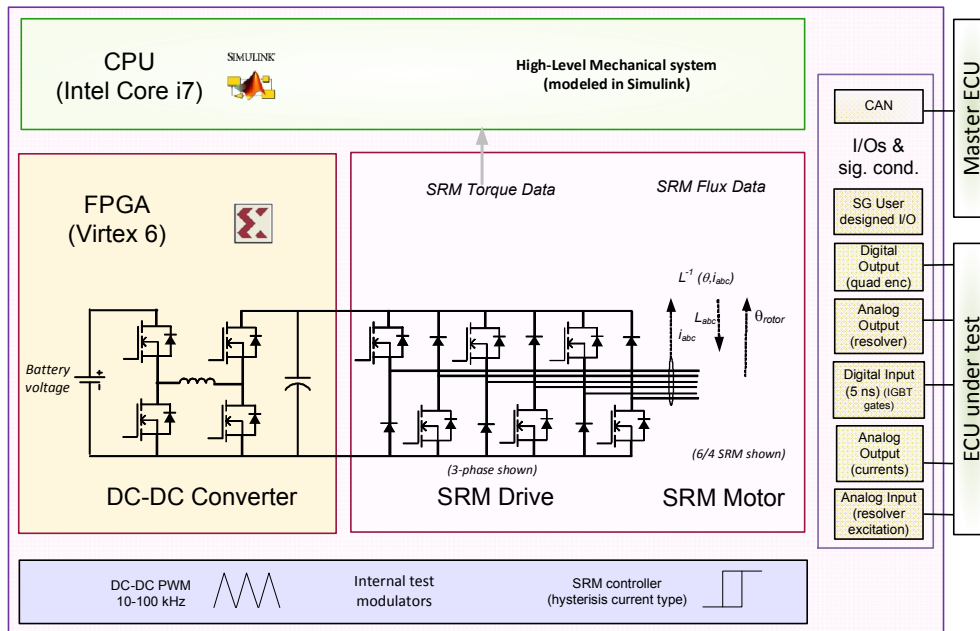 CPU
(Intel Core i7)
SIMULINK
High-Level Mechanical system
(modeled in Simulink)
FPGA
(Virtex 6)
SRM Torque Data
SRM Flux Data
L⁻¹ (θ,iabc)
Labc
iabc
θrotor
Battery
voltage
+
-
(3-phase shown)
(6/4 SRM shown)
DC-DC Converter
SRM Drive
SRM Motor
DC-DC PWM
10-100 kHz
Internal test
modulators
SRM controller
(hysterisis current type)
CAN
I/Os &
sig. cond.
SG User
designed I/O
Digital
Output
(quad enc)
Analog
Output
(resolver)
Digital Input
(5 ns) (IGBT
gates)
Analog
Output
(currents)
Analog Input
(resolver
excitation)
Master ECU
ECU under test